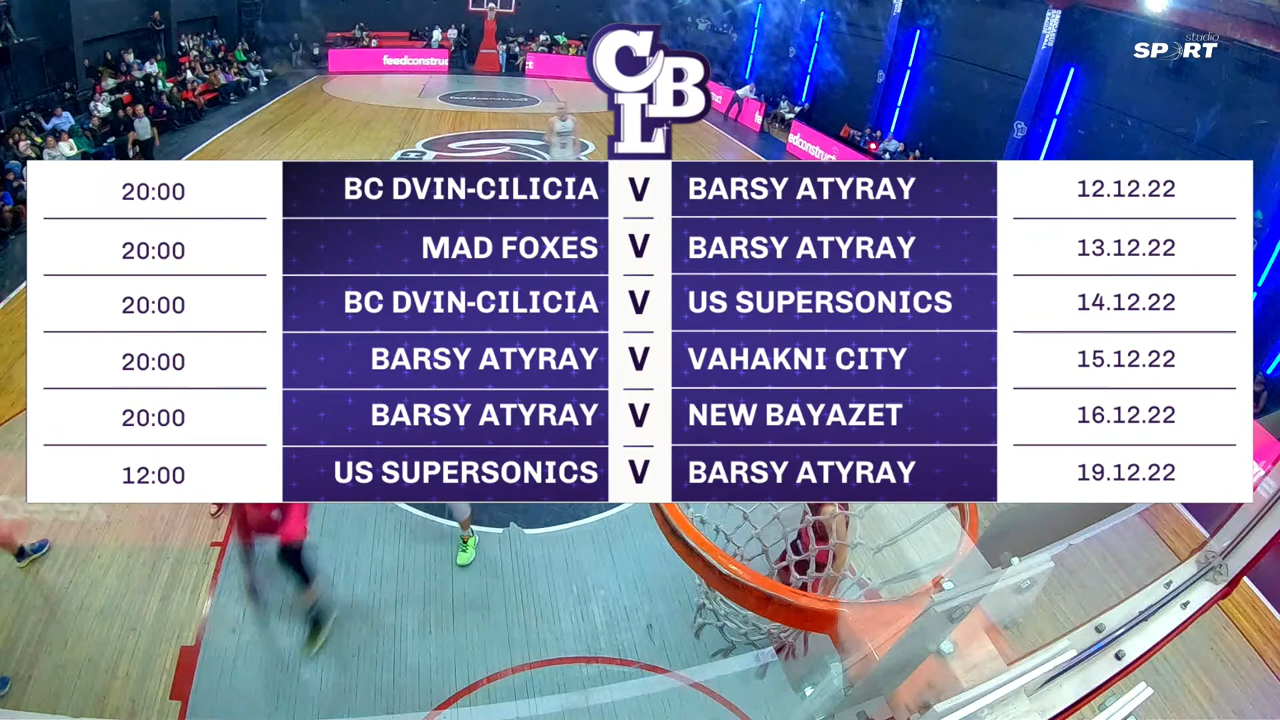 studio
SPORT
CBL
feedconstruct
feedconstruct
edconstruct
20:00 BC DVIN-CILICIA V BARSY ATYRAY 12.12.22
20:00 MAD FOXES V BARSY ATYRAY 13.12.22
20:00 BC DVIN-CILICIA V US SUPERSONICS 14.12.22
20:00 BARSY ATYRAY V VAHAKNI CITY 15.12.22
20:00 BARSY ATYRAY V NEW BAYAZET 16.12.22
12:00 US SUPERSONICS V BARSY ATYRAY 19.12.22